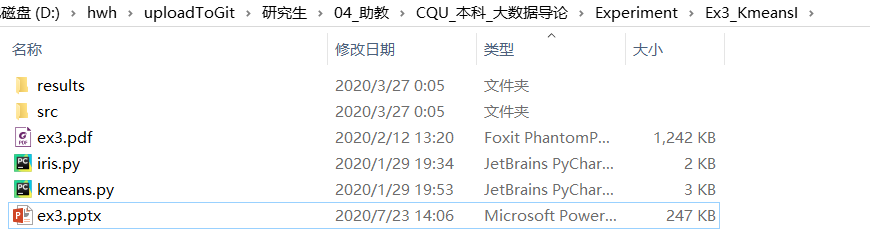 磁盘 (D:) › hwh › uploadToGit › 研究生 › 04_助教 › CQU_本科_大数据导论 › Experiment › Ex3_KmeansI ›
名称 修改日期 类型 大小
results 2020/3/27 0:05 文件夹
src 2020/3/27 0:05 文件夹
ex3.pdf 2020/2/12 13:20 Foxit PhantomP... 1,242 KB
iris.py 2020/1/29 19:34 JetBrains PyChar... 2 KB
kmeans.py 2020/1/29 19:53 JetBrains PyChar... 3 KB
ex3.pptx 2020/7/23 14:06 Microsoft Power... 247 KB